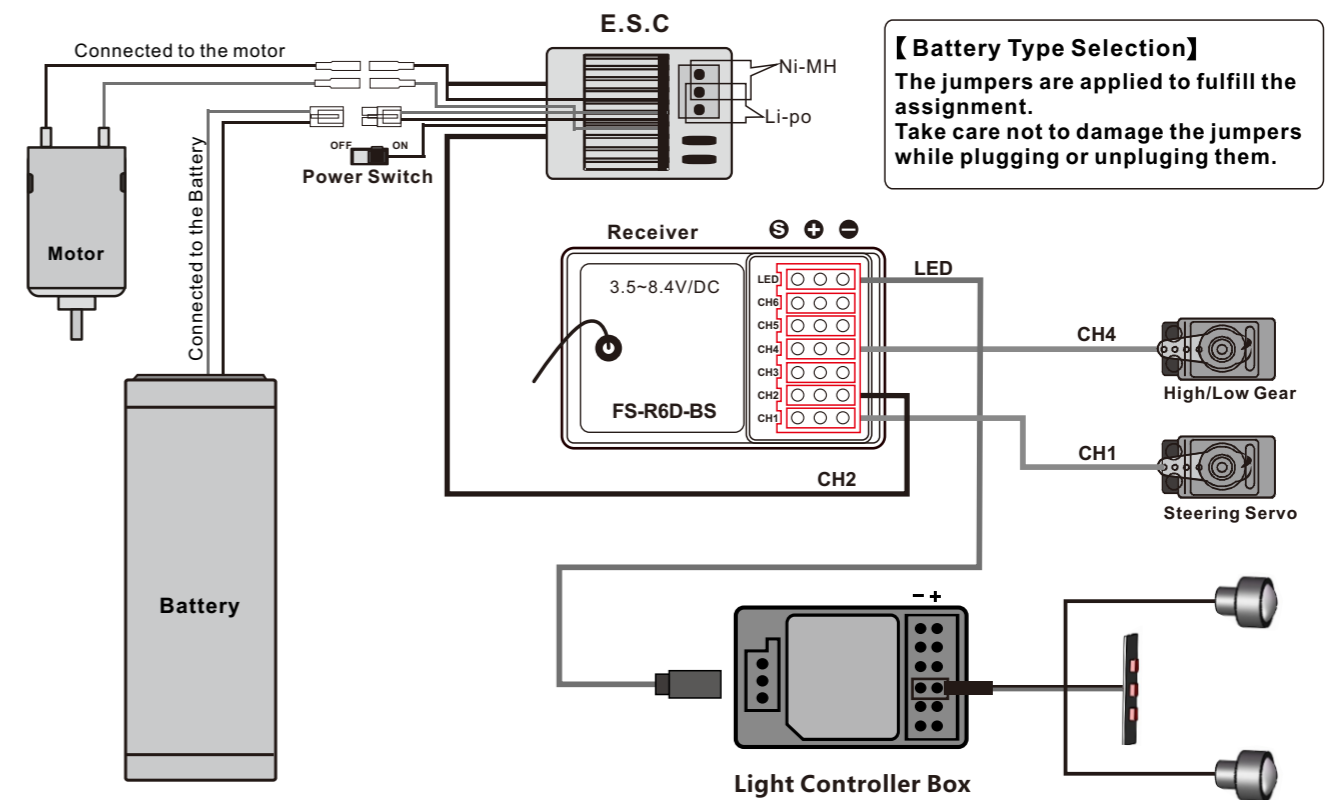 E.S.C
Connected to the motor
Ni-MH
Li-po
OFF ON
Power Switch
【Battery Type Selection】
The jumpers are applied to fulfill the
assignment.
Take care not to damage the jumpers
while plugging or unpluging them.
Motor
Connected to the Battery
Receiver
S + −
3.5~8.4V/DC
FS-R6D-BS
LED
CH6
CH5
CH4
CH3
CH2
CH1
LED
CH4
High/Low Gear
CH1
Steering Servo
CH2
Battery
− +
Light Controller Box